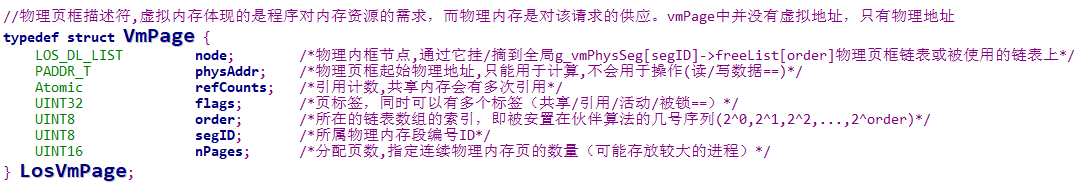 //物理页框描述符,虚拟内存体现的是程序对内存资源的需求，而物理内存是对该请求的供应。vmPage中并没有虚拟地址，只有物理地址
typedef struct VmPage {
LOS_DL_LIST node; /*物理内框节点,通过它挂/摘到全局g_vmPhysSeg[segID]->freeList[order]物理页框链表或被使用的链表上*/
PADDR_T physAddr; /*物理页框起始物理地址,只能用于计算,不会用于操作(读/写数据==)*/
Atomic refCounts; /*引用计数,共享内存会有多次引用*/
UINT32 flags; /*页标签，同时可以有多个标签（共享/引用/活动/被锁==）*/
UINT8 order; /*所在的链表数组的索引，即被安置在伙伴算法的几号序列(2^0,2^1,2^2,...,2^order)*/
UINT8 segID; /*所属物理内存段编号ID*/
UINT16 nPages; /*分配页数,指定连续物理内存页的数量（可能存放较大的进程）*/
} LosVmPage;